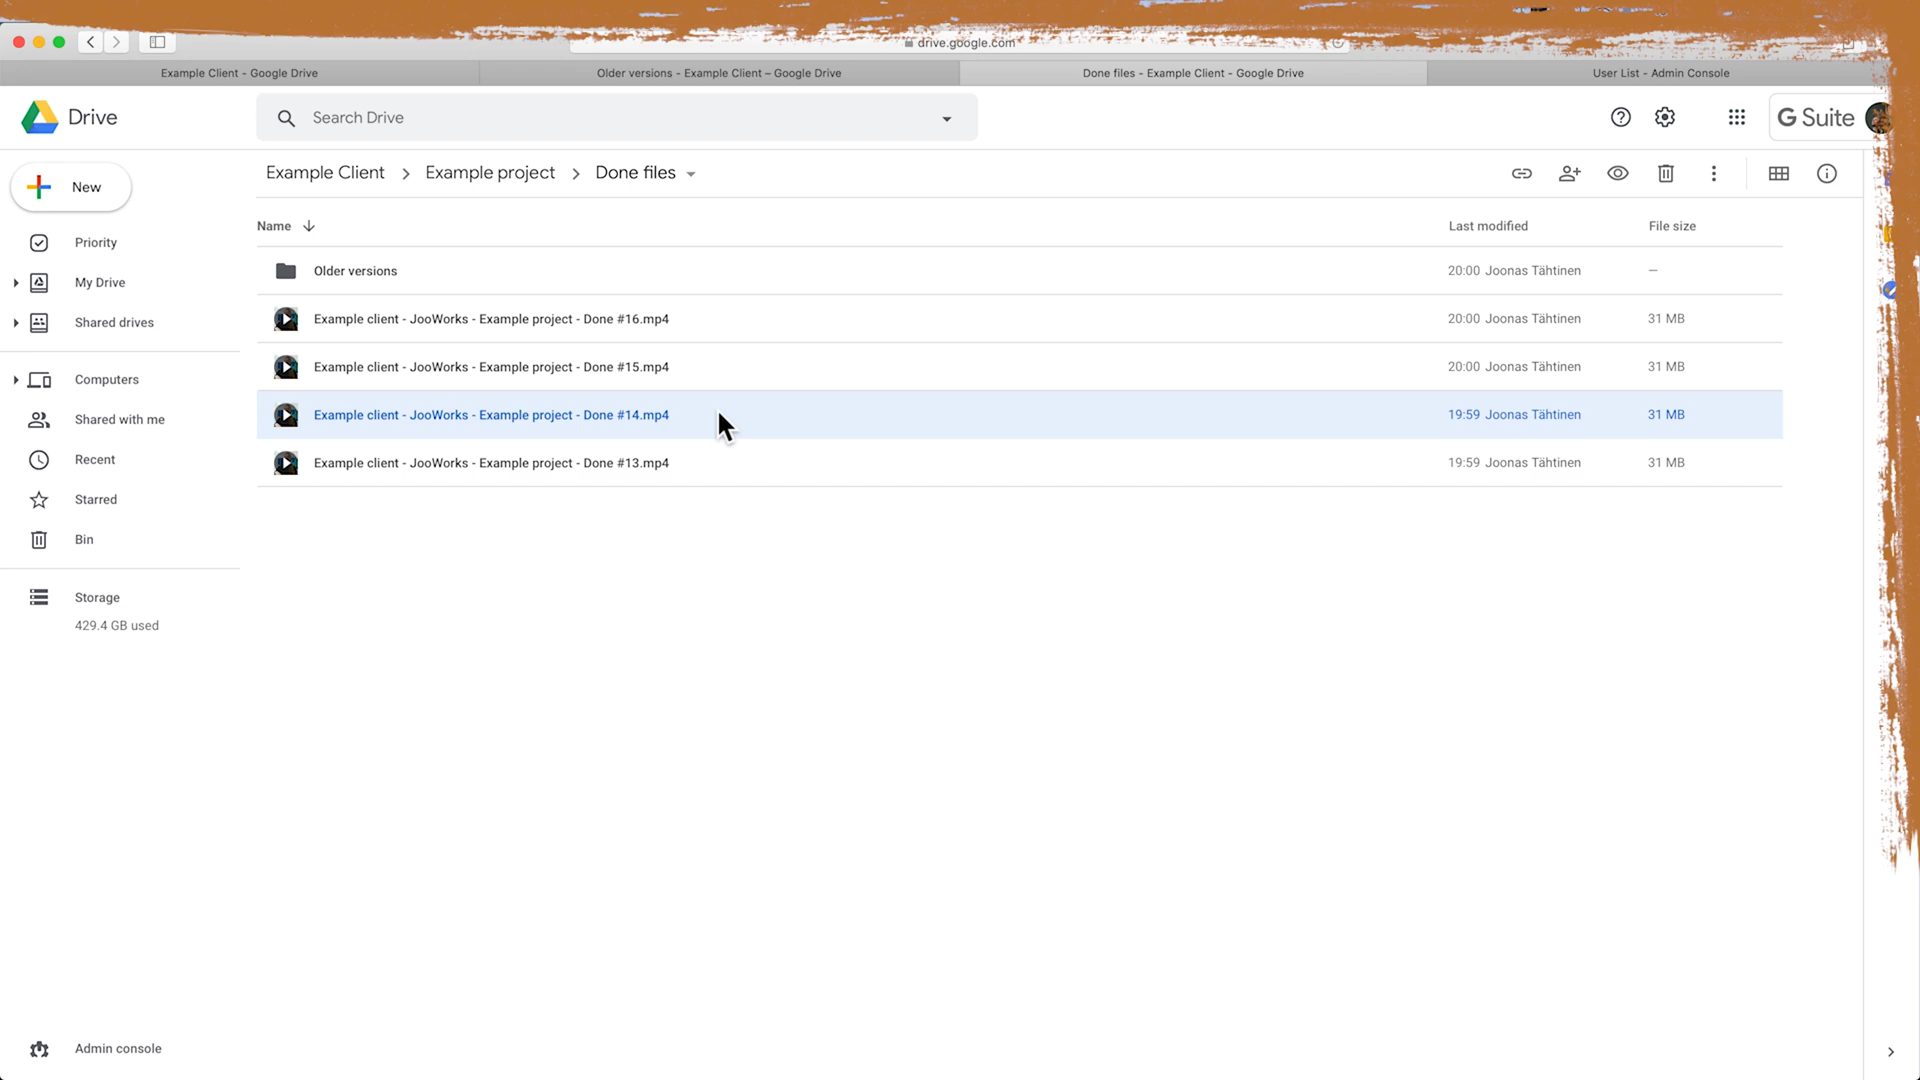 drive.google.com
Example Client - Google Drive
Older versions - Example Client – Google Drive
Done files - Example Client - Google Drive
User List - Admin Console
Drive
Search Drive
G Suite
Example Client
Example project
Done files
New
Name
Last modified
File size
Priority
My Drive
Shared drives
Computers
Shared with me
Recent
Starred
Bin
Storage
429.4 GB used
Older versions 20:00 Joonas Tähtinen –
Example client - JooWorks - Example project - Done #16.mp4 20:00 Joonas Tähtinen 31 MB
Example client - JooWorks - Example project - Done #15.mp4 20:00 Joonas Tähtinen 31 MB
Example client - JooWorks - Example project - Done #14.mp4 19:59 Joonas Tähtinen 31 MB
Example client - JooWorks - Example project - Done #13.mp4 19:59 Joonas Tähtinen 31 MB
Admin console